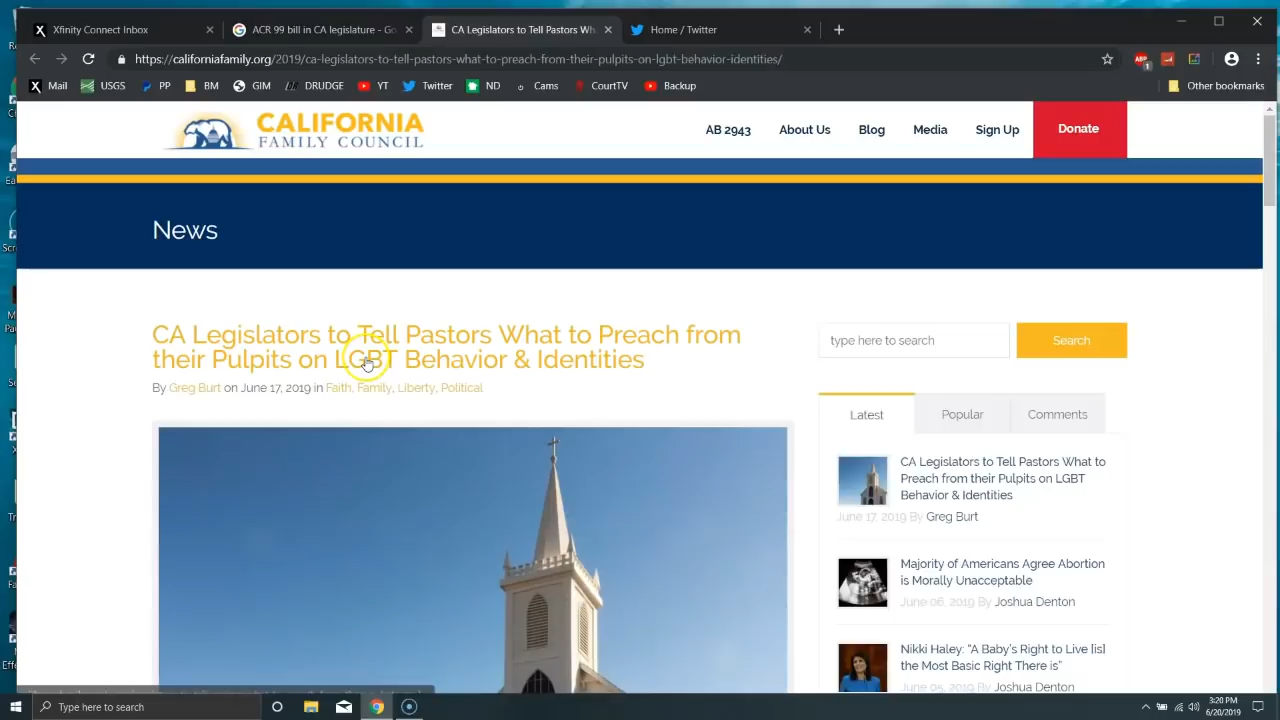 Xfinity Connect Inbox
ACR 99 bill in CA legislature - Go
CA Legislators to Tell Pastors Wh
Home / Twitter
https://californiafamily.org/2019/ca-legislators-to-tell-pastors-what-to-preach-from-their-pulpits-on-lgbt-behavior-identities/
Mail USGS PP BM GIM DRUDGE YT Twitter ND Cams CourtTV Backup Other bookmarks
CALIFORNIA
FAMILY COUNCIL
AB 2943 About Us Blog Media Sign Up Donate
News
CA Legislators to Tell Pastors What to Preach from
their Pulpits on LGBT Behavior & Identities
By Greg Burt on June 17, 2019 in Faith, Family, Liberty, Political
type here to search
Search
Latest Popular Comments
CA Legislators to Tell Pastors What to
Preach from their Pulpits on LGBT
Behavior & Identities
June 17, 2019 By Greg Burt
Majority of Americans Agree Abortion
is Morally Unacceptable
June 06, 2019 By Joshua Denton
Nikki Haley: "A Baby's Right to Live [is]
the Most Basic Right There is"
June 05, 2019 By Joshua Denton
Type here to search
3:20 PM
6/20/2019